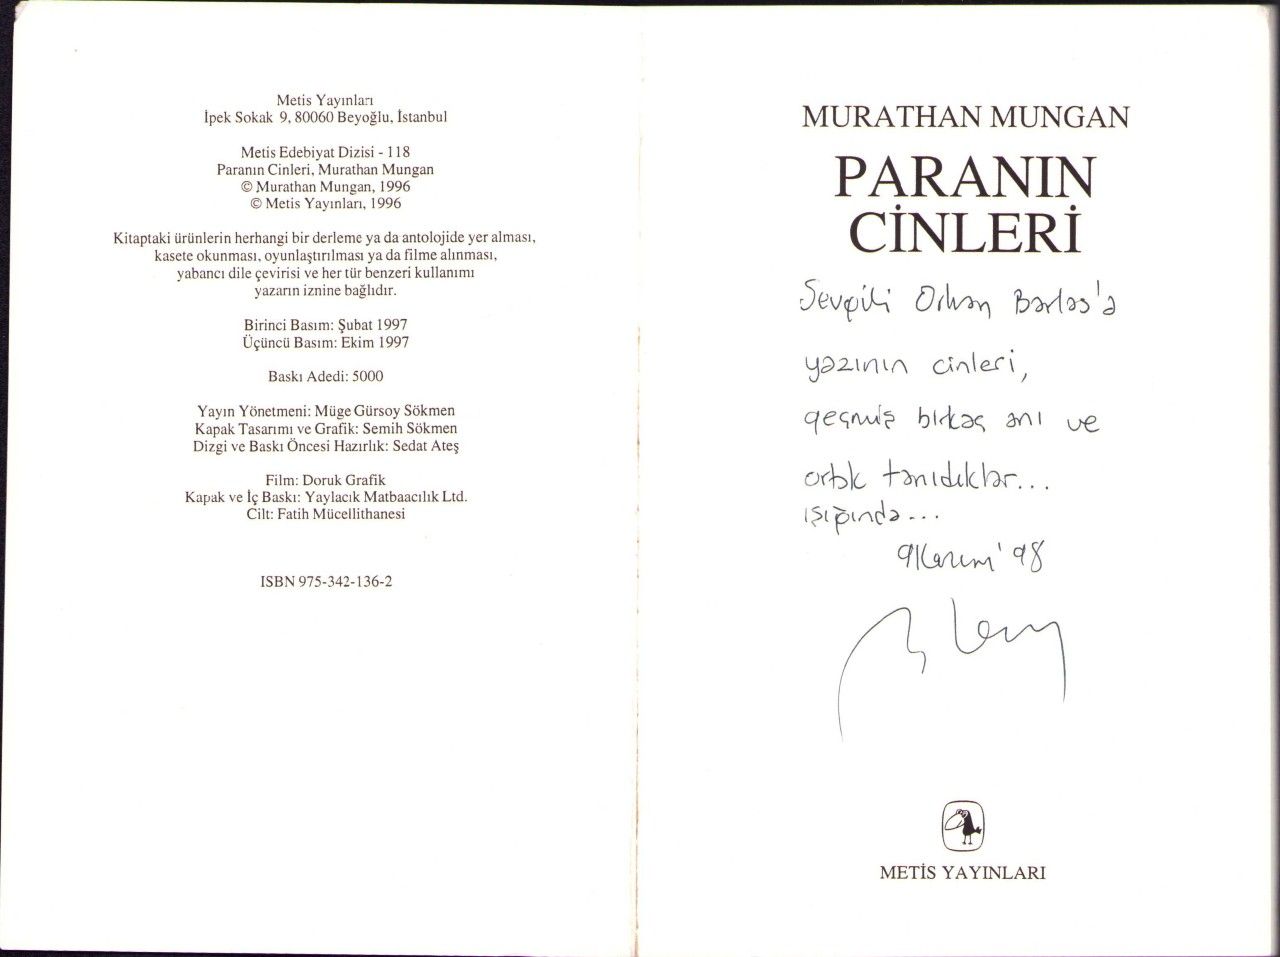 Metis Yayınları
İpek Sokak 9, 80060 Beyoğlu, İstanbul
Metis Edebiyat Dizisi - 118
Paranın Cinleri, Murathan Mungan
© Murathan Mungan, 1996
© Metis Yayınları, 1996
Kitaptaki ürünlerin herhangi bir derleme ya da antolojide yer alması,
kasete okunması, oyunlaştırılması ya da filme alınması,
yabancı dile çevirisi ve her tür benzeri kullanımı
yazarın iznine bağlıdır.
Birinci Basım: Şubat 1997
Üçüncü Basım: Ekim 1997
Baskı Adedi: 5000
Yayın Yönetmeni: Müge Gürsoy Sökmen
Kapak Tasarımı ve Grafik: Semih Sökmen
Dizgi ve Baskı Öncesi Hazırlık: Sedat Ateş
Film: Doruk Grafik
Kapak ve İç Baskı: Yaylacık Matbaacılık Ltd.
Cilt: Fatih Mücellithanesi
ISBN 975-342-136-2
MURATHAN MUNGAN
PARANIN
CİNLERİ
Sevgili Orhan Barlas'a
yazının cinleri,
geçmiş birkaç anı ve
ortak tanıdıklar...
ışığında...
9 Kasım' 98
METİS YAYINLARI